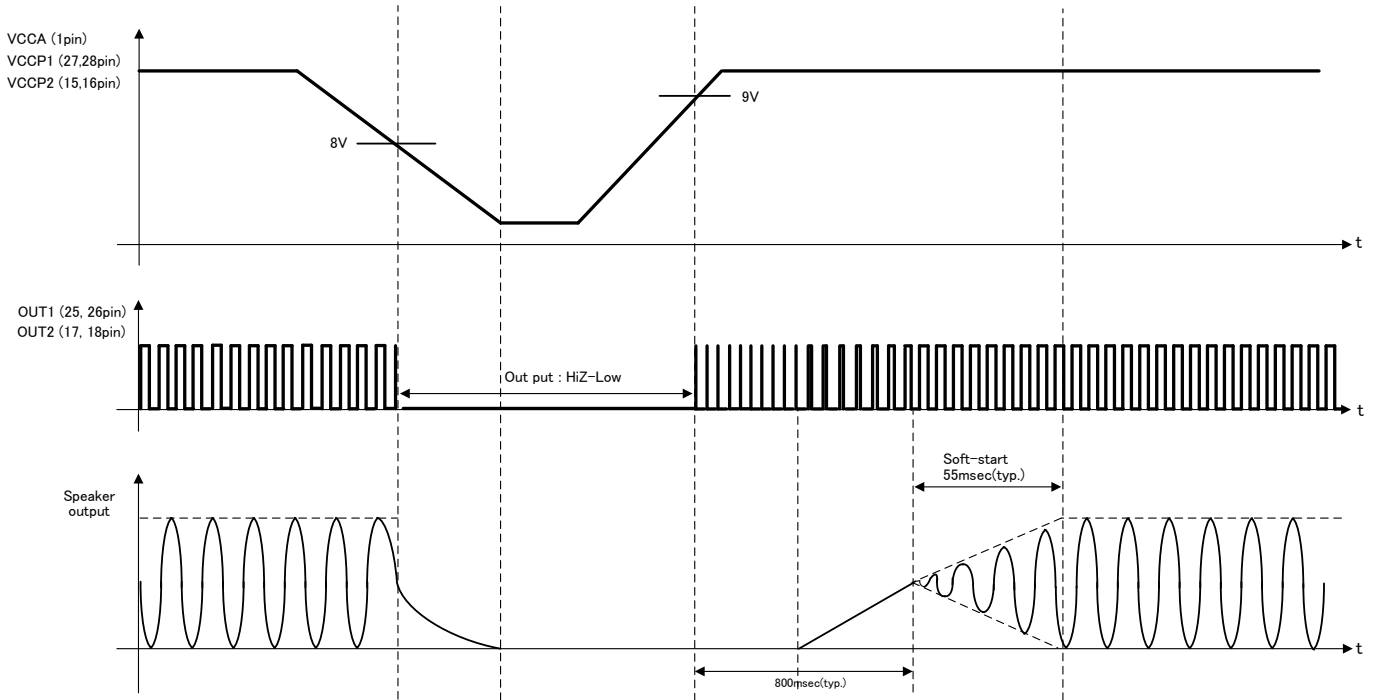 VCCA (1pin)
VCCP1 (27,28pin)
VCCP2 (15,16pin)
8V
9V
t
OUT1 (25, 26pin)
OUT2 (17, 18pin)
Out put : HiZ-Low
t
Soft-start
55msec(typ.)
Speaker
output
t
800msec(typ.)